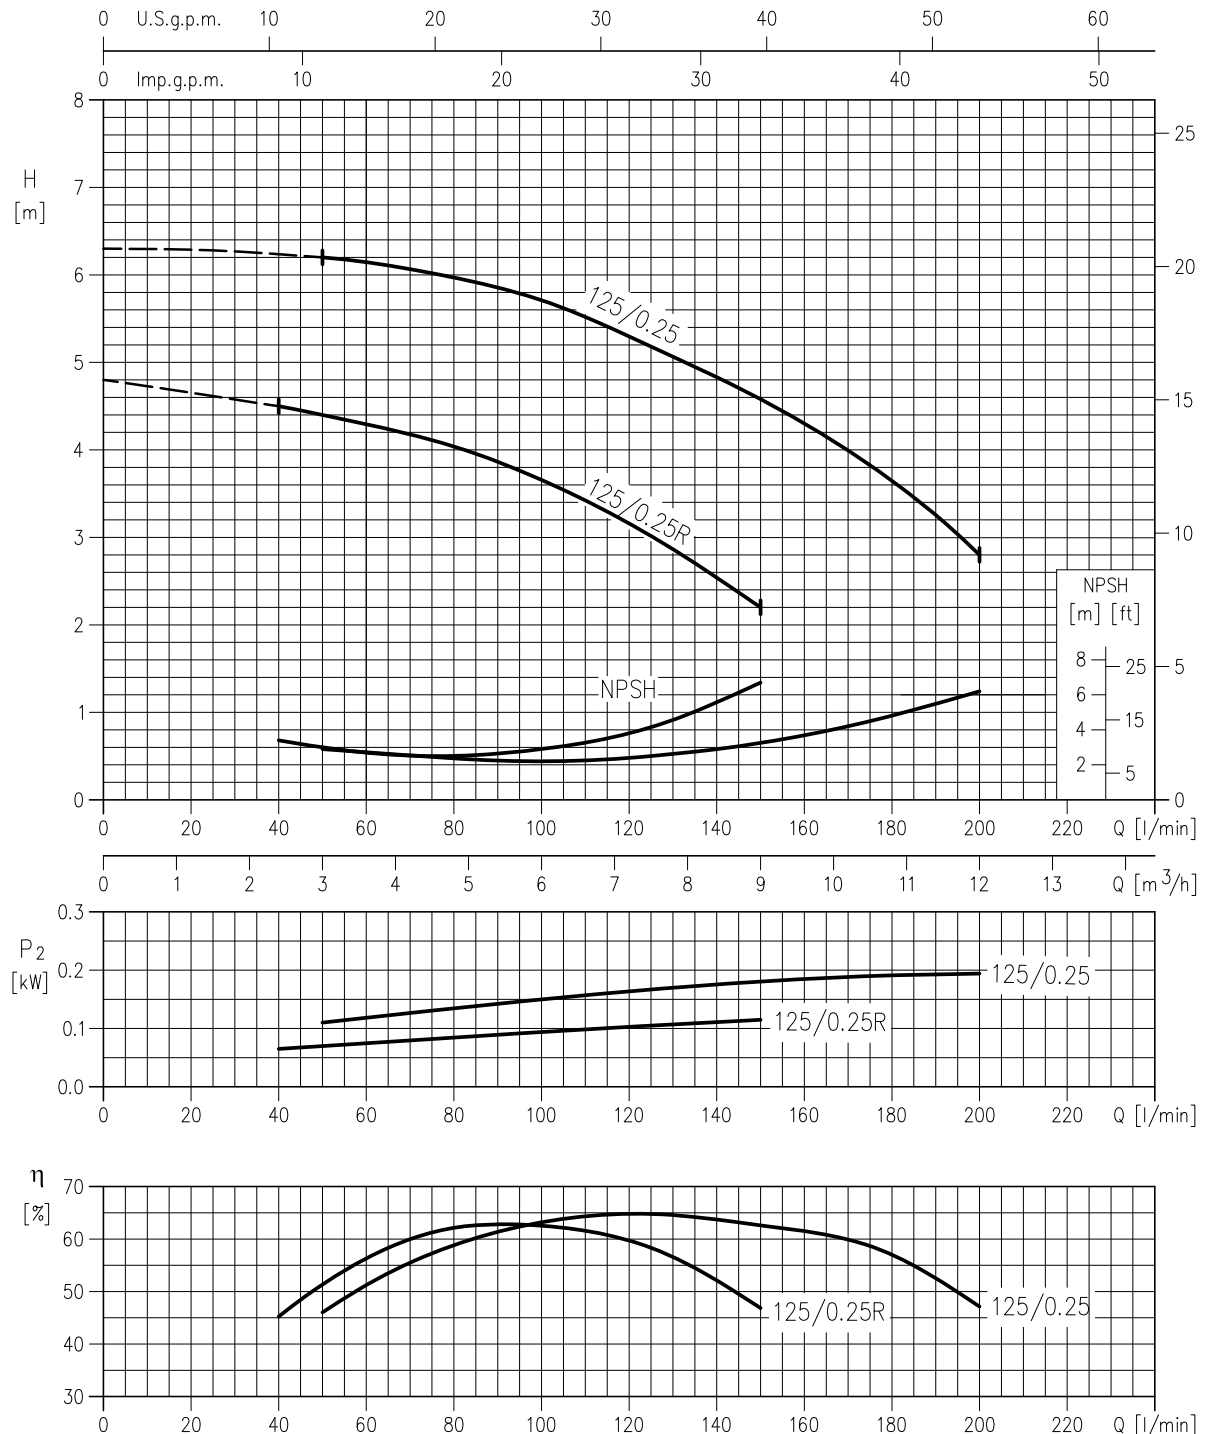 0 U.S.g.p.m. 10 20 30 40 50 60
0 Imp.g.p.m. 10 20 30 40 50
8
25
H
7
[m]
6
20
125/0.25
5
15
4
125/0.25R
3
10
NPSH
[m] [ft]
2
8
25
5
NPSH
6
1
15
4
2
5
0
0
0 20 40 60 80 100 120 140 160 180 200 220 Q [l/min]
0 1 2 3 4 5 6 7 8 9 10 11 12 13 Q [m³/h]
0.3
P2
[kW]
0.2
125/0.25
0.1
125/0.25R
0.0
0 20 40 60 80 100 120 140 160 180 200 220 Q [l/min]
η
70
[%]
60
50
125/0.25R
125/0.25
40
30
0 20 40 60 80 100 120 140 160 180 200 220 Q [l/min]